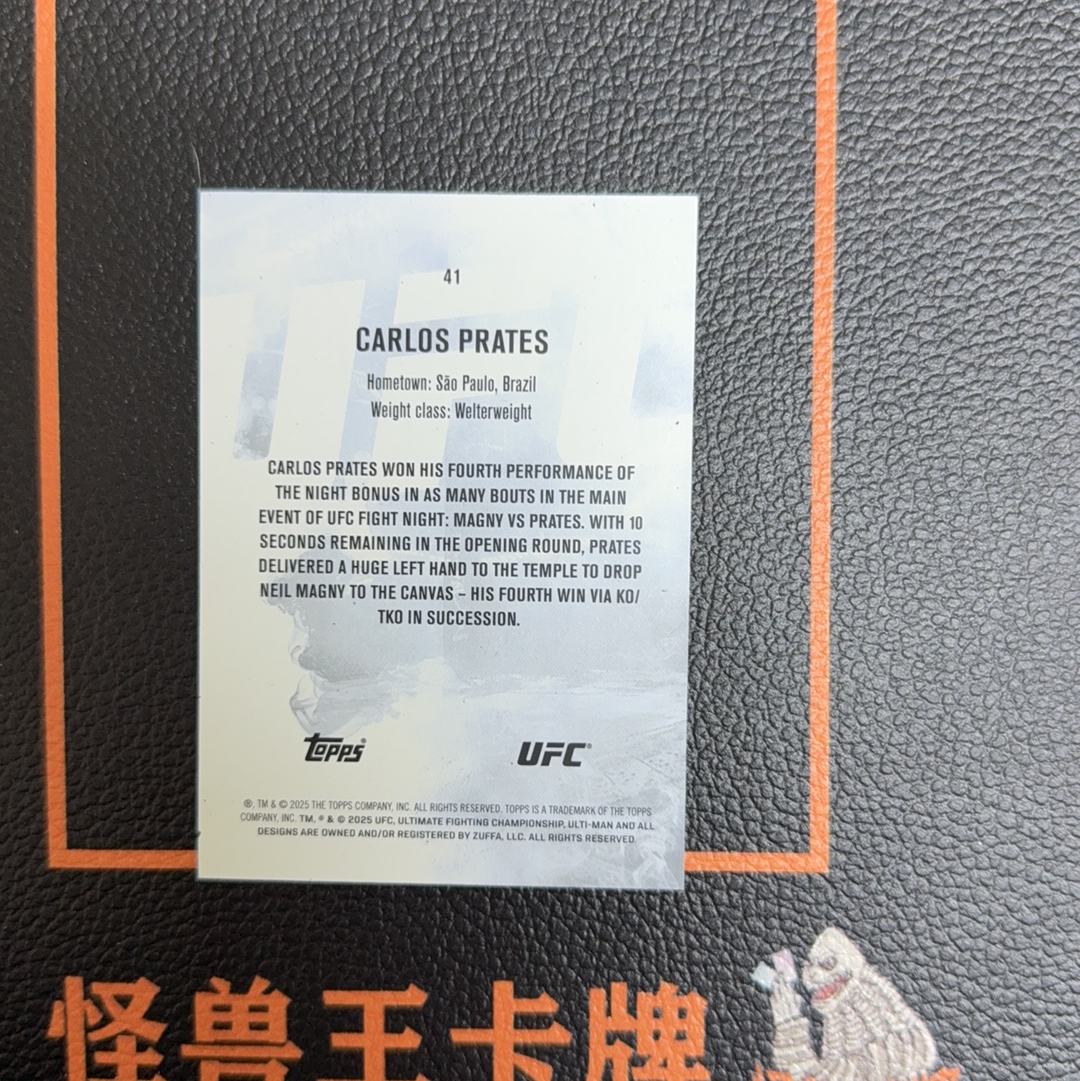 41
CARLOS PRATES
Hometown: São Paulo, Brazil
Weight class: Welterweight
CARLOS PRATES WON HIS FOURTH PERFORMANCE OF
THE NIGHT BONUS IN AS MANY BOUTS IN THE MAIN
EVENT OF UFC FIGHT NIGHT: MAGNY VS PRATES. WITH 10
SECONDS REMAINING IN THE OPENING ROUND, PRATES
DELIVERED A HUGE LEFT HAND TO THE TEMPLE TO DROP
NEIL MAGNY TO THE CANVAS – HIS FOURTH WIN VIA KO/
TKO IN SUCCESSION.
topps®
UFC®
®, TM & © 2025 THE TOPPS COMPANY, INC. ALL RIGHTS RESERVED. TOPPS IS A TRADEMARK OF THE TOPPS
COMPANY, INC. TM, ® & © 2025 UFC, ULTIMATE FIGHTING CHAMPIONSHIP, ULTI-MAN AND ALL
DESIGNS ARE OWNED AND/OR REGISTERED BY ZUFFA, LLC. ALL RIGHTS RESERVED.
怪兽王卡牌